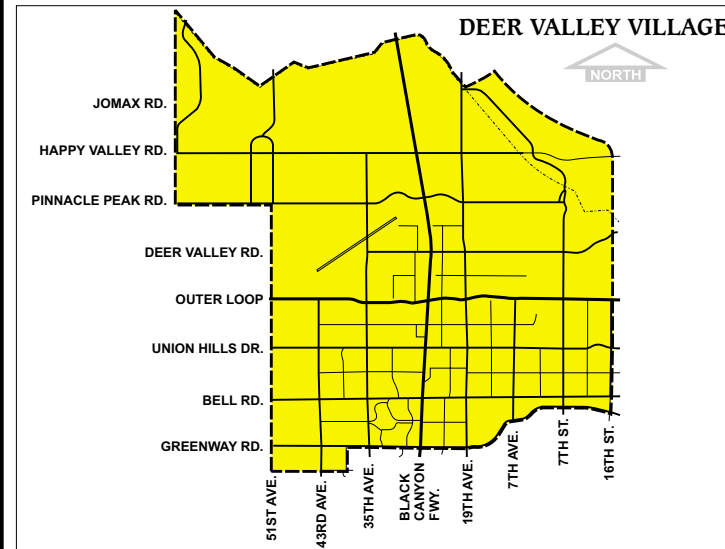 DEER VALLEY VILLAGE
NORTH
JOMAX RD.
HAPPY VALLEY RD.
PINNACLE PEAK RD.
DEER VALLEY RD.
OUTER LOOP
UNION HILLS DR.
BELL RD.
GREENWAY RD.
51ST AVE.
43RD AVE.
35TH AVE.
BLACK
CANYON
FWY.
19TH AVE.
7TH AVE.
7TH ST.
16TH ST.